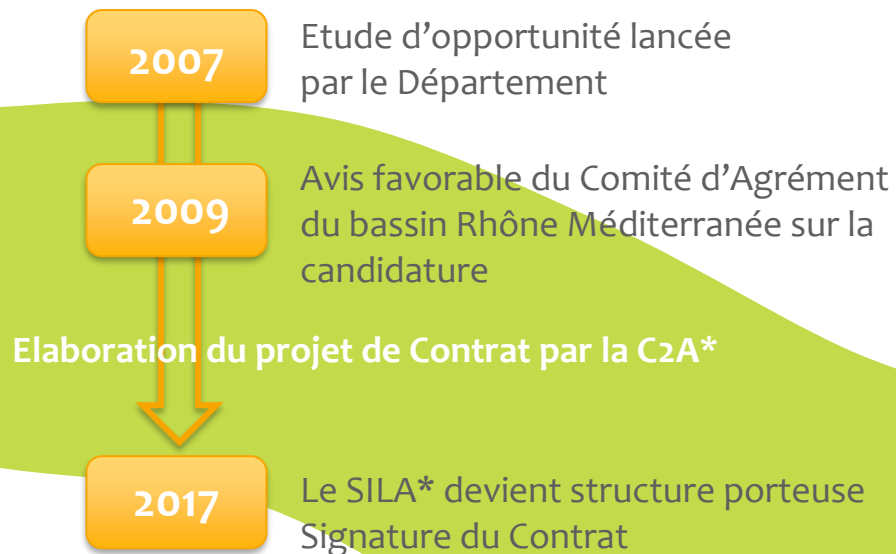 2007
Etude d’opportunité lancée
par le Département
2009
Avis favorable du Comité d’Agrément
du bassin Rhône Méditerranée sur la
candidature
Elaboration du projet de Contrat par la C2A*
2017
Le SILA* devient structure porteuse
Signature du Contrat